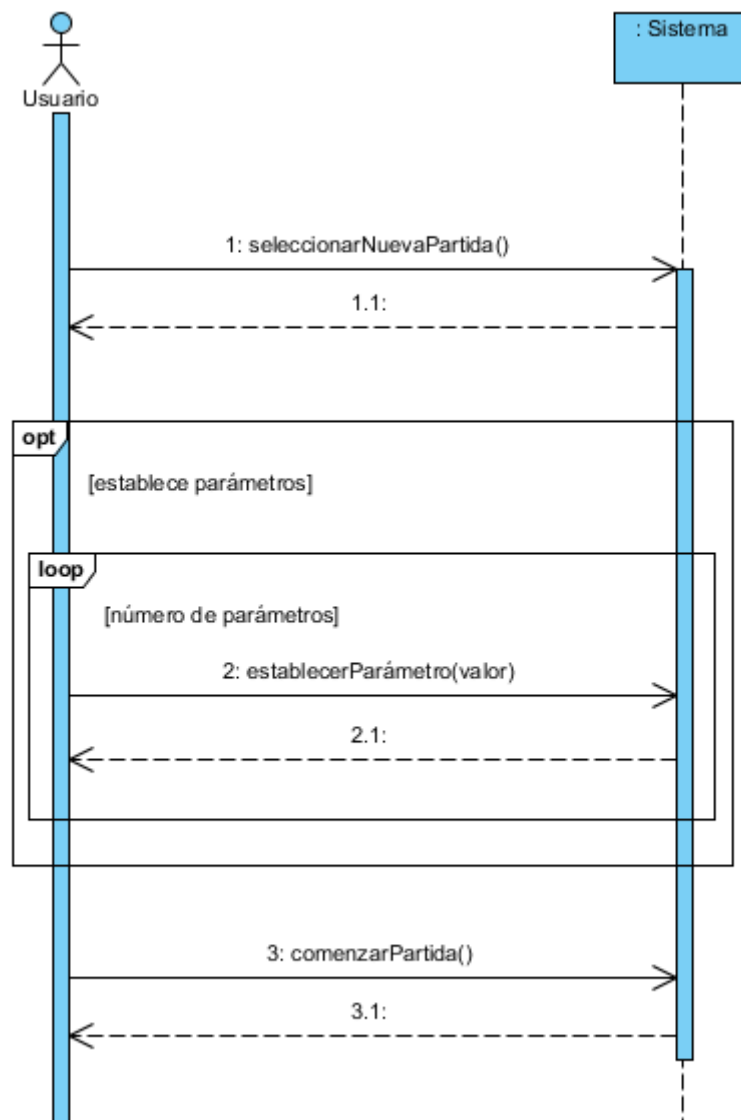 : Sistema
Usuario
1: seleccionarNuevaPartida()
1.1:
opt
[establece parámetros]
loop
[número de parámetros]
2: establecerParámetro(valor)
2.1:
3: comenzarPartida()
3.1: